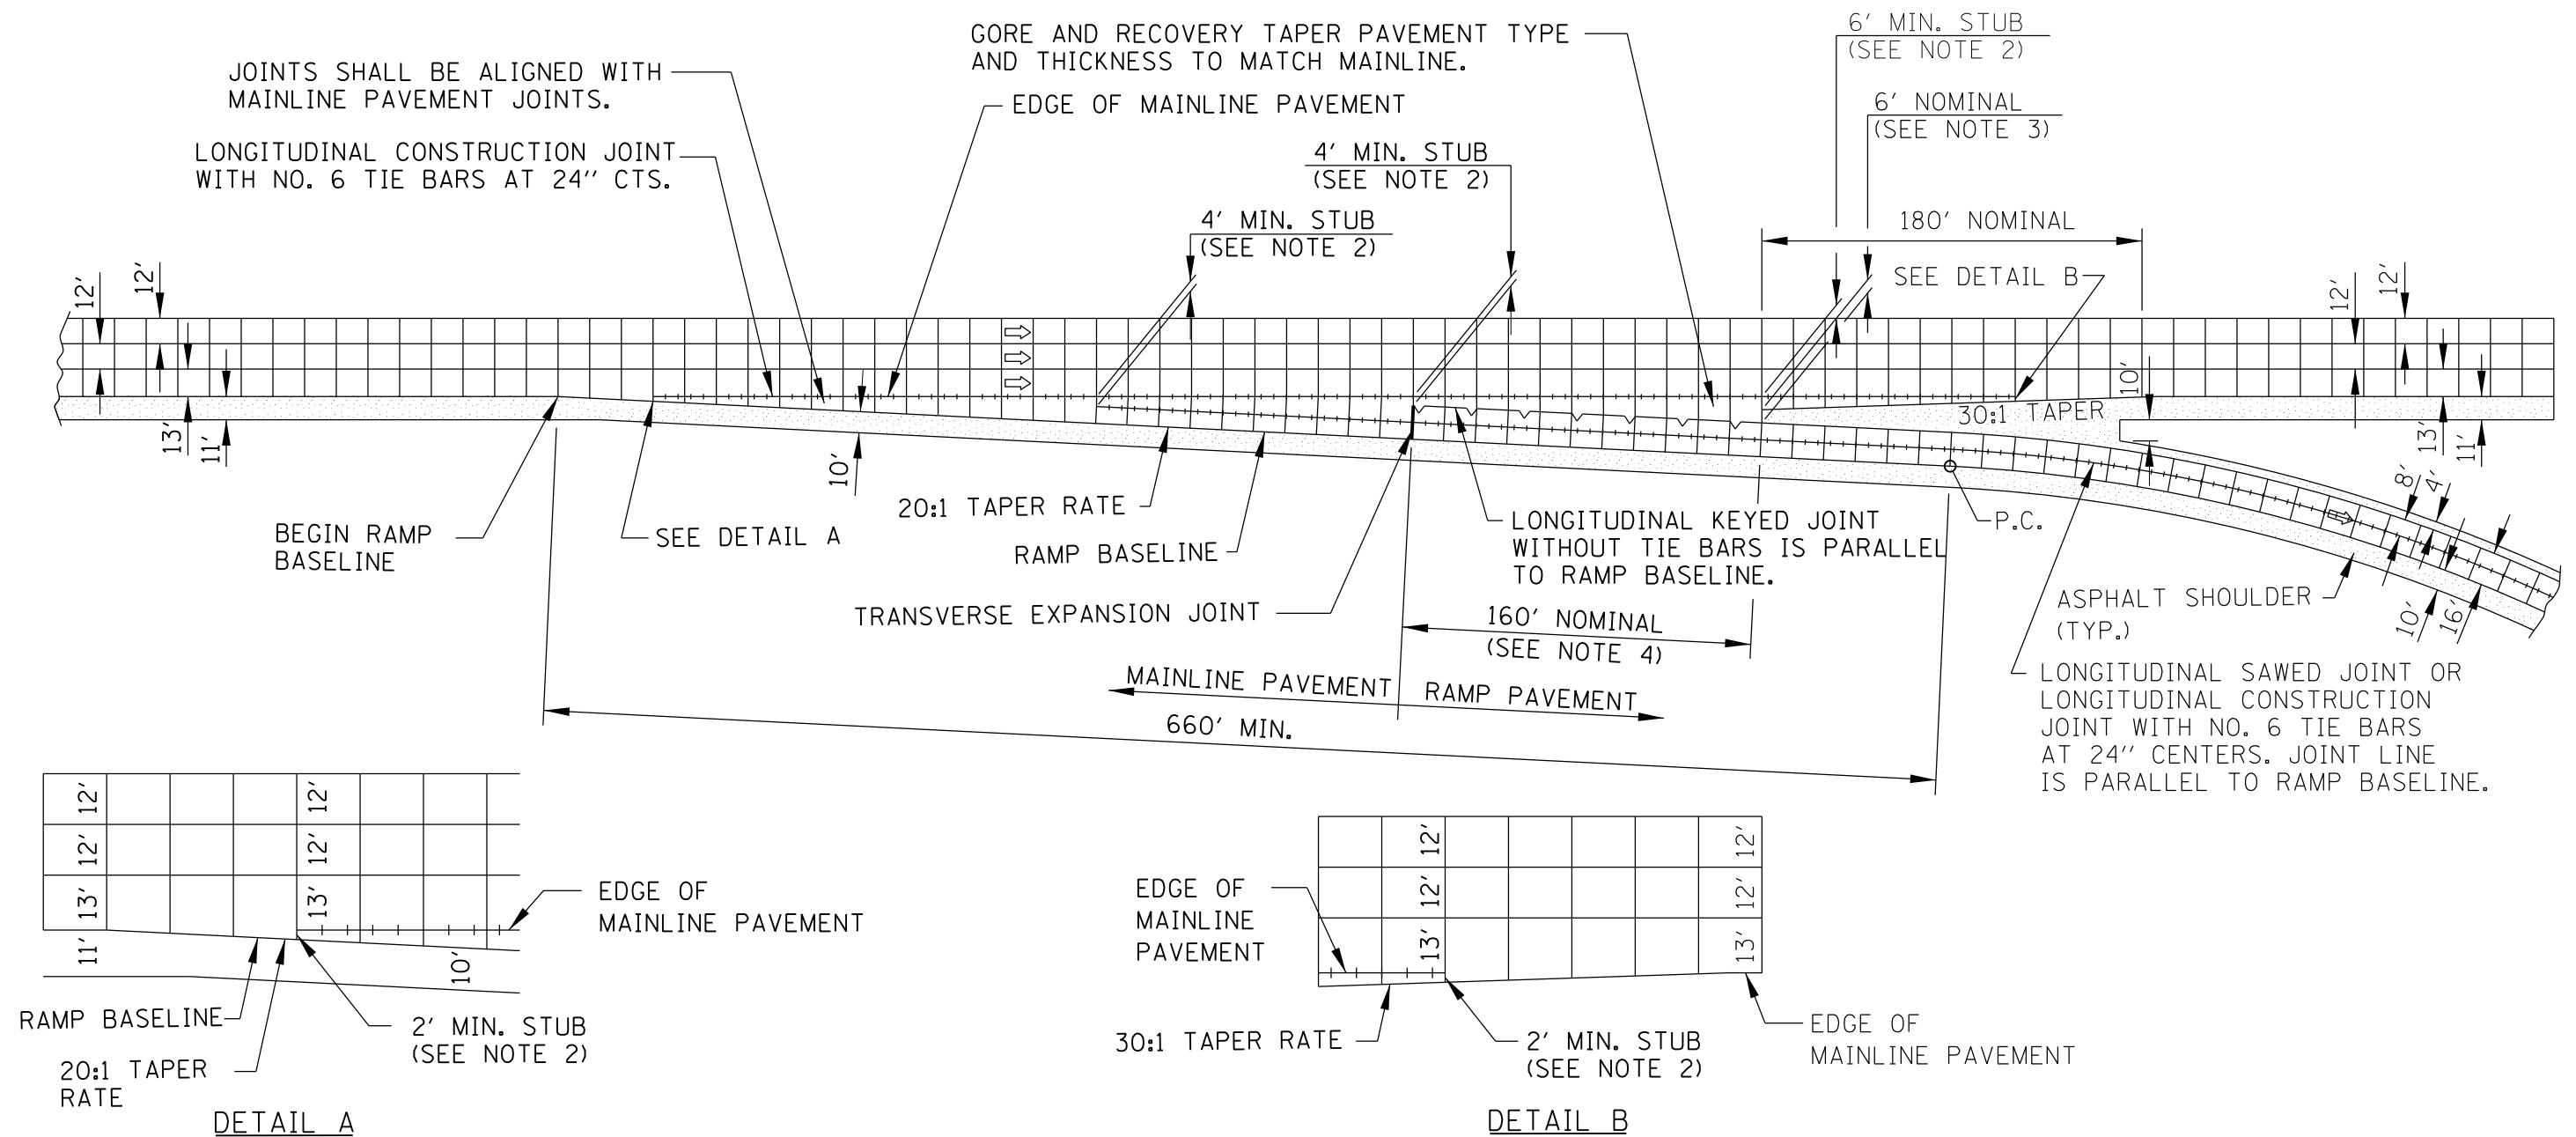 GORE AND RECOVERY TAPER PAVEMENT TYPE
AND THICKNESS TO MATCH MAINLINE.
6' MIN. STUB
(SEE NOTE 2)
JOINTS SHALL BE ALIGNED WITH
MAINLINE PAVEMENT JOINTS.
EDGE OF MAINLINE PAVEMENT
6' NOMINAL
(SEE NOTE 3)
LONGITUDINAL CONSTRUCTION JOINT
WITH NO. 6 TIE BARS AT 24" CTS.
4' MIN. STUB
(SEE NOTE 2)
4' MIN. STUB
(SEE NOTE 2)
180' NOMINAL
SEE DETAIL B
12'
12'
13'
11'
10'
12'
12'
13'
11'
10'
30:1 TAPER
8'
4'
10'
16'
20:1 TAPER RATE
BEGIN RAMP
BASELINE
SEE DETAIL A
RAMP BASELINE
LONGITUDINAL KEYED JOINT
WITHOUT TIE BARS IS PARALLEL
TO RAMP BASELINE.
P.C.
TRANSVERSE EXPANSION JOINT
160' NOMINAL
(SEE NOTE 4)
ASPHALT SHOULDER
(TYP.)
MAINLINE PAVEMENT
RAMP PAVEMENT
660' MIN.
LONGITUDINAL SAWED JOINT OR
LONGITUDINAL CONSTRUCTION
JOINT WITH NO. 6 TIE BARS
AT 24" CENTERS. JOINT LINE
IS PARALLEL TO RAMP BASELINE.
12'
12'
13'
11'
12'
12'
13'
10'
EDGE OF
MAINLINE PAVEMENT
RAMP BASELINE
20:1 TAPER
RATE
2' MIN. STUB
(SEE NOTE 2)
DETAIL A
12'
12'
13'
12'
12'
13'
EDGE OF
MAINLINE
PAVEMENT
30:1 TAPER RATE
2' MIN. STUB
(SEE NOTE 2)
EDGE OF
MAINLINE PAVEMENT
DETAIL B